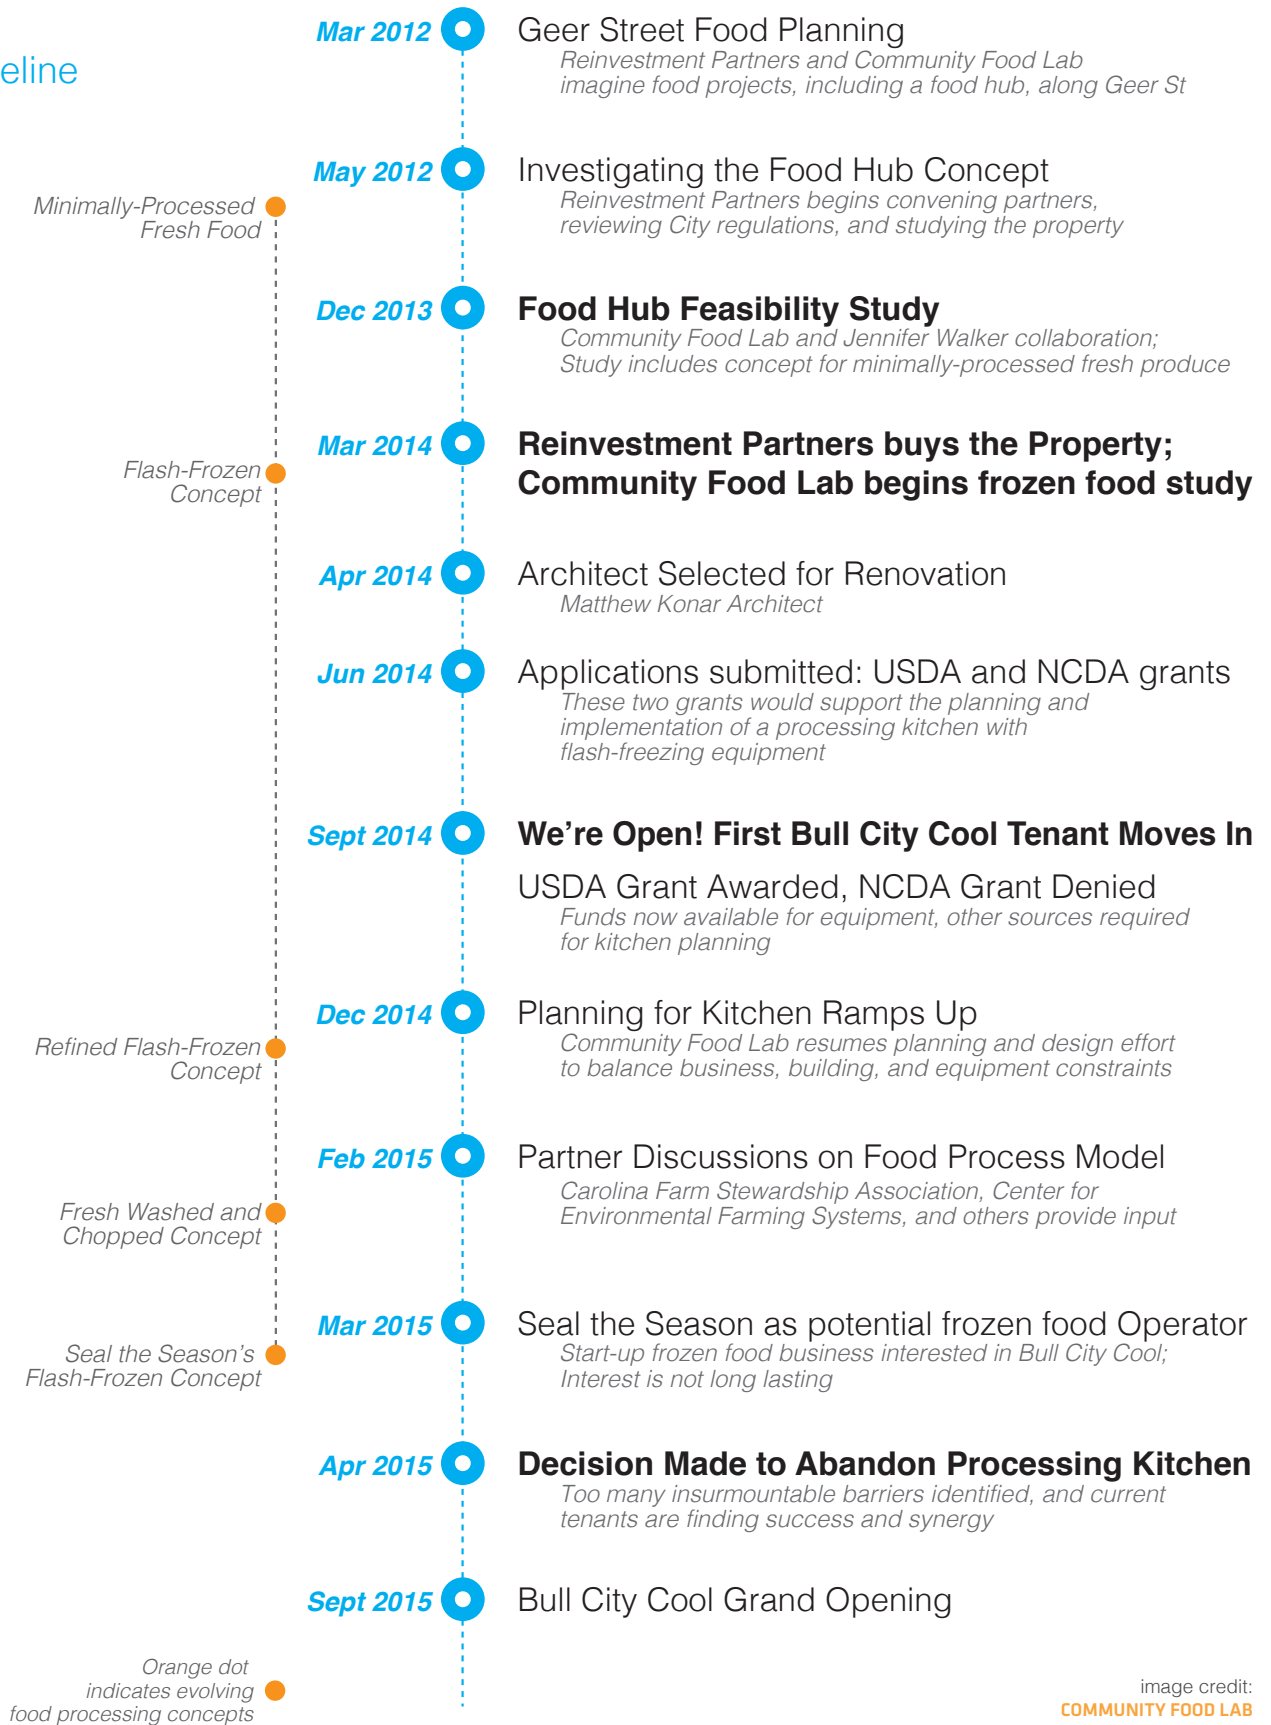 eline
Mar 2012
Geer Street Food Planning
Reinvestment Partners and Community Food Lab
imagine food projects, including a food hub, along Geer St
May 2012
Investigating the Food Hub Concept
Reinvestment Partners begins convening partners,
reviewing City regulations, and studying the property
Minimally-Processed
Fresh Food
Dec 2013
Food Hub Feasibility Study
Community Food Lab and Jennifer Walker collaboration;
Study includes concept for minimally-processed fresh produce
Mar 2014
Reinvestment Partners buys the Property;
Community Food Lab begins frozen food study
Flash-Frozen
Concept
Apr 2014
Architect Selected for Renovation
Matthew Konar Architect
Jun 2014
Applications submitted: USDA and NCDA grants
These two grants would support the planning and
implementation of a processing kitchen with
flash-freezing equipment
Sept 2014
We're Open! First Bull City Cool Tenant Moves In
USDA Grant Awarded, NCDA Grant Denied
Funds now available for equipment, other sources required
for kitchen planning
Dec 2014
Planning for Kitchen Ramps Up
Community Food Lab resumes planning and design effort
to balance business, building, and equipment constraints
Refined Flash-Frozen
Concept
Feb 2015
Partner Discussions on Food Process Model
Carolina Farm Stewardship Association, Center for
Environmental Farming Systems, and others provide input
Fresh Washed and
Chopped Concept
Mar 2015
Seal the Season as potential frozen food Operator
Start-up frozen food business interested in Bull City Cool;
Interest is not long lasting
Seal the Season's
Flash-Frozen Concept
Apr 2015
Decision Made to Abandon Processing Kitchen
Too many insurmountable barriers identified, and current
tenants are finding success and synergy
Sept 2015
Bull City Cool Grand Opening
Orange dot
indicates evolving
food processing concepts
image credit:
COMMUNITY FOOD LAB